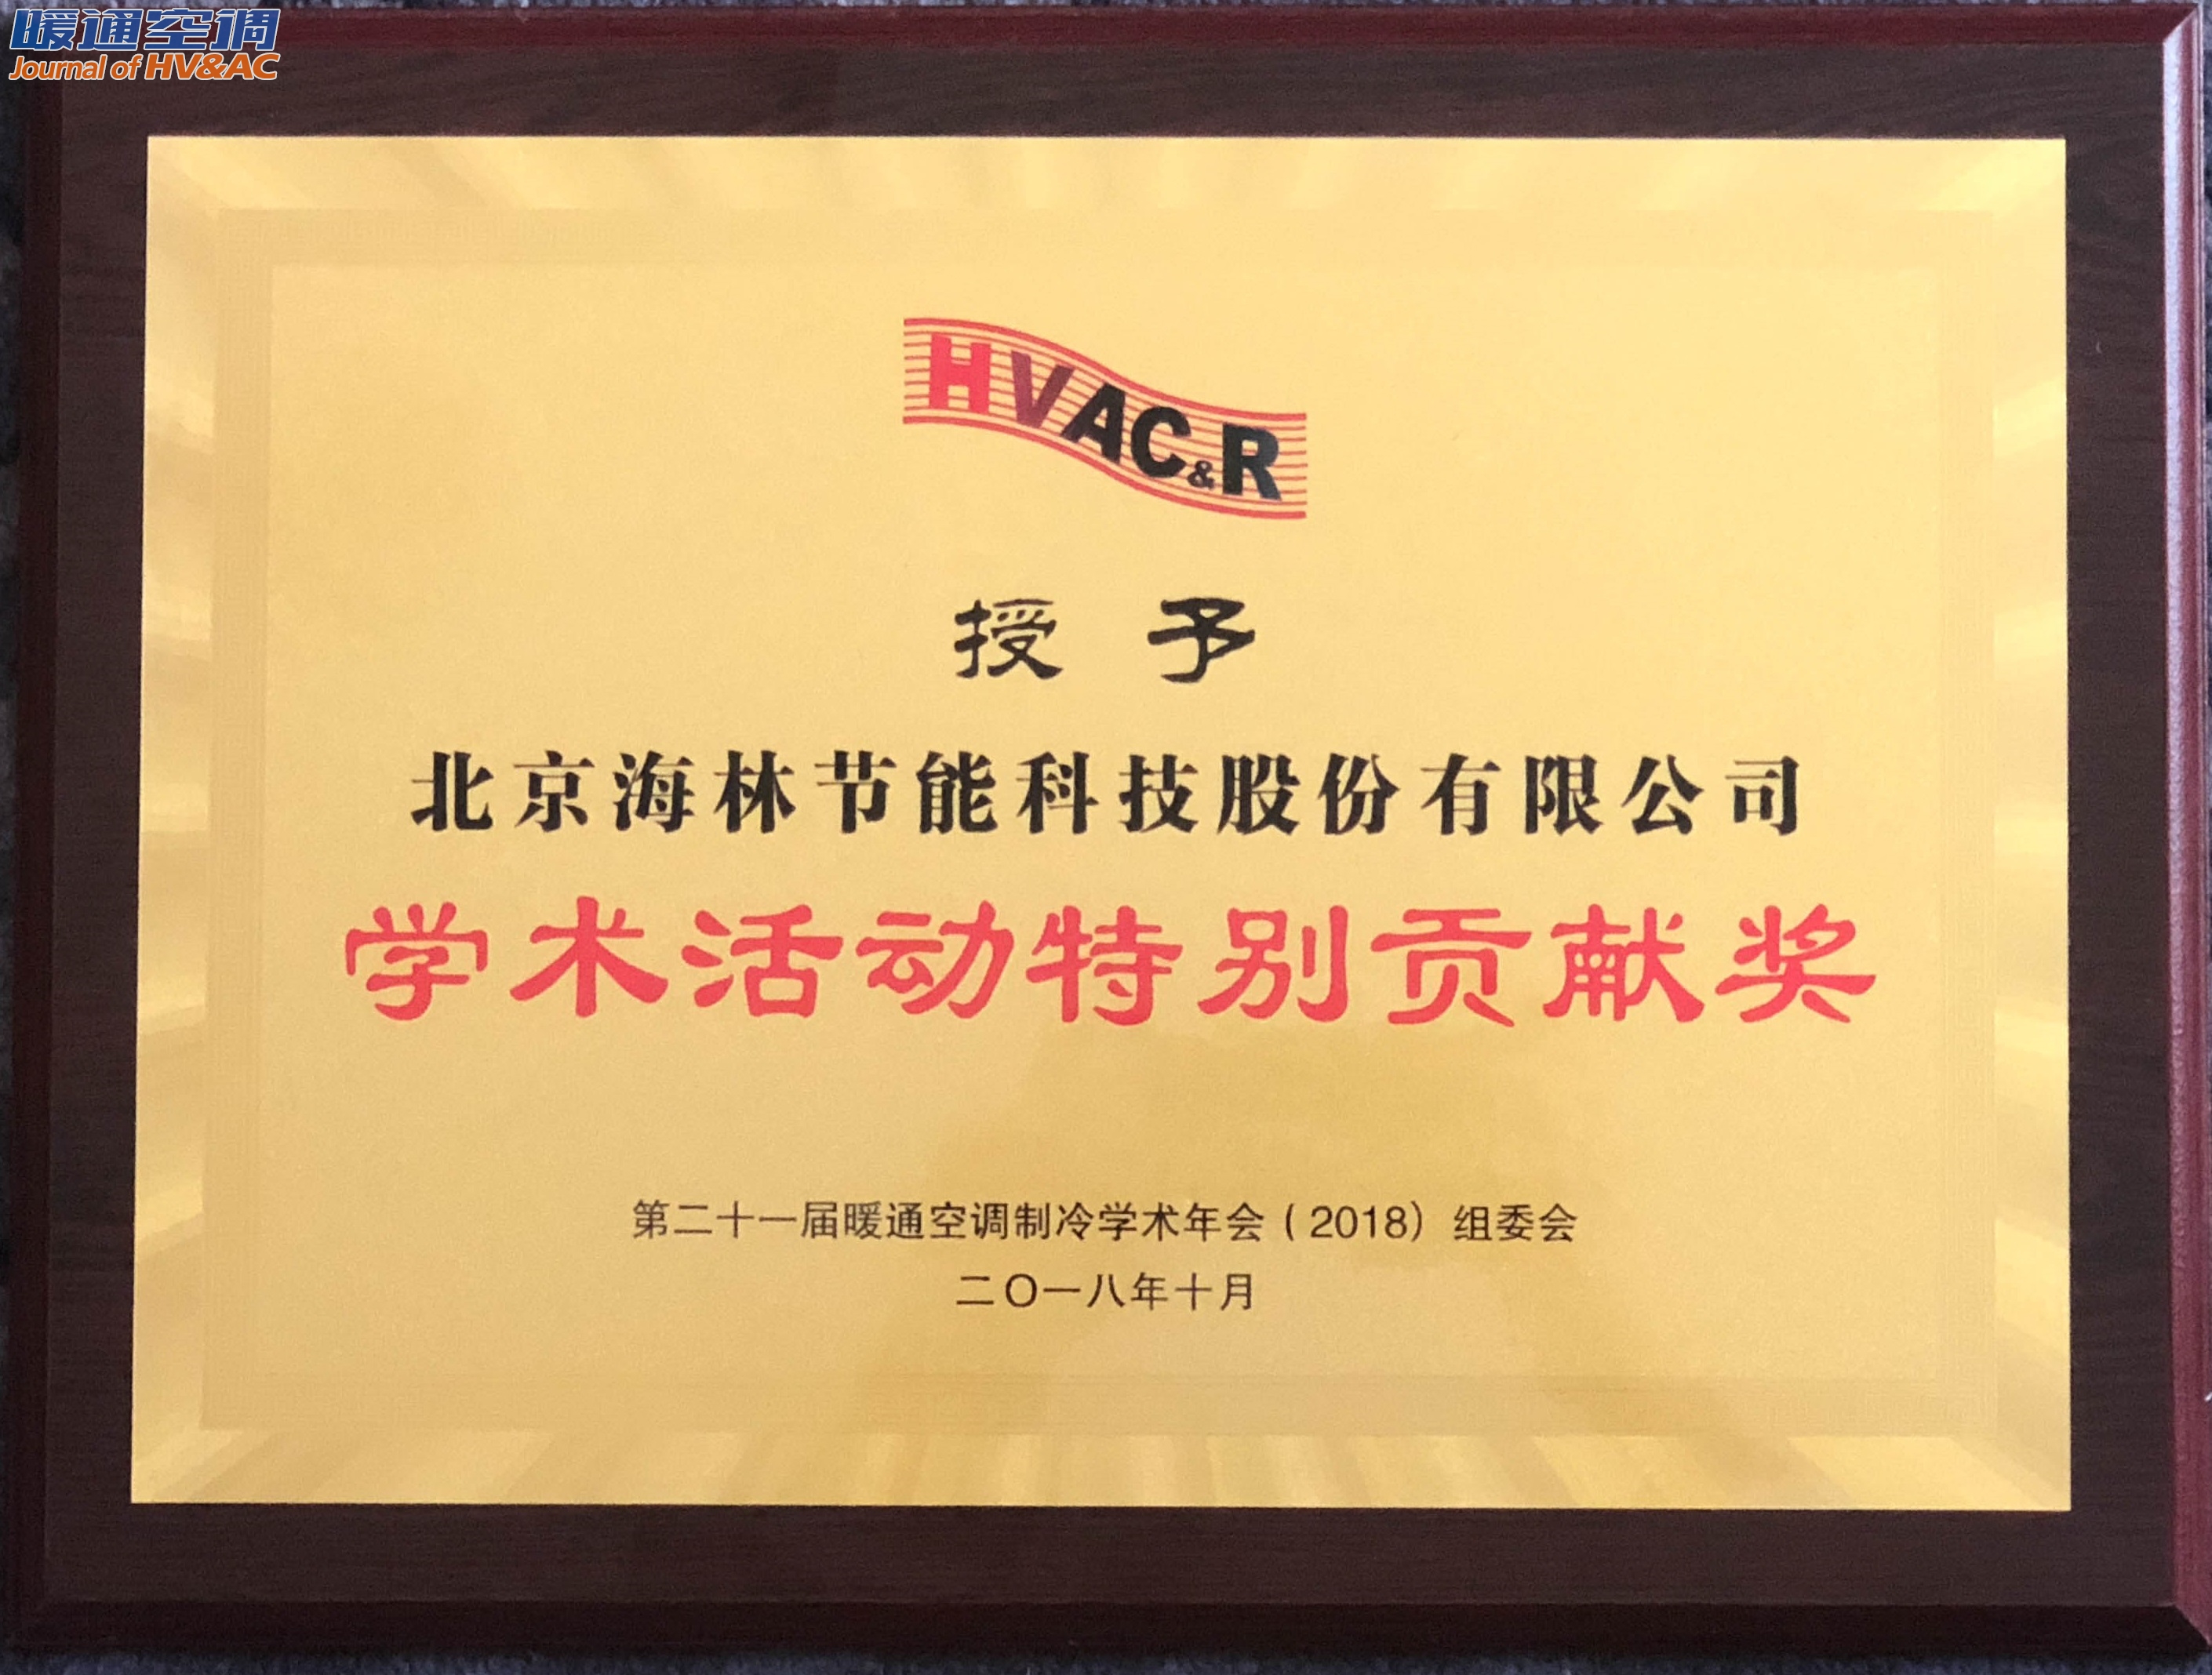 暖通空调
Journal of HV&AC
HVAC&R
授予
北京海林节能科技股份有限公司
学术活动特别贡献奖
第二十一届暖通空调制冷学术年会（2018）组委会
二〇一八年十月